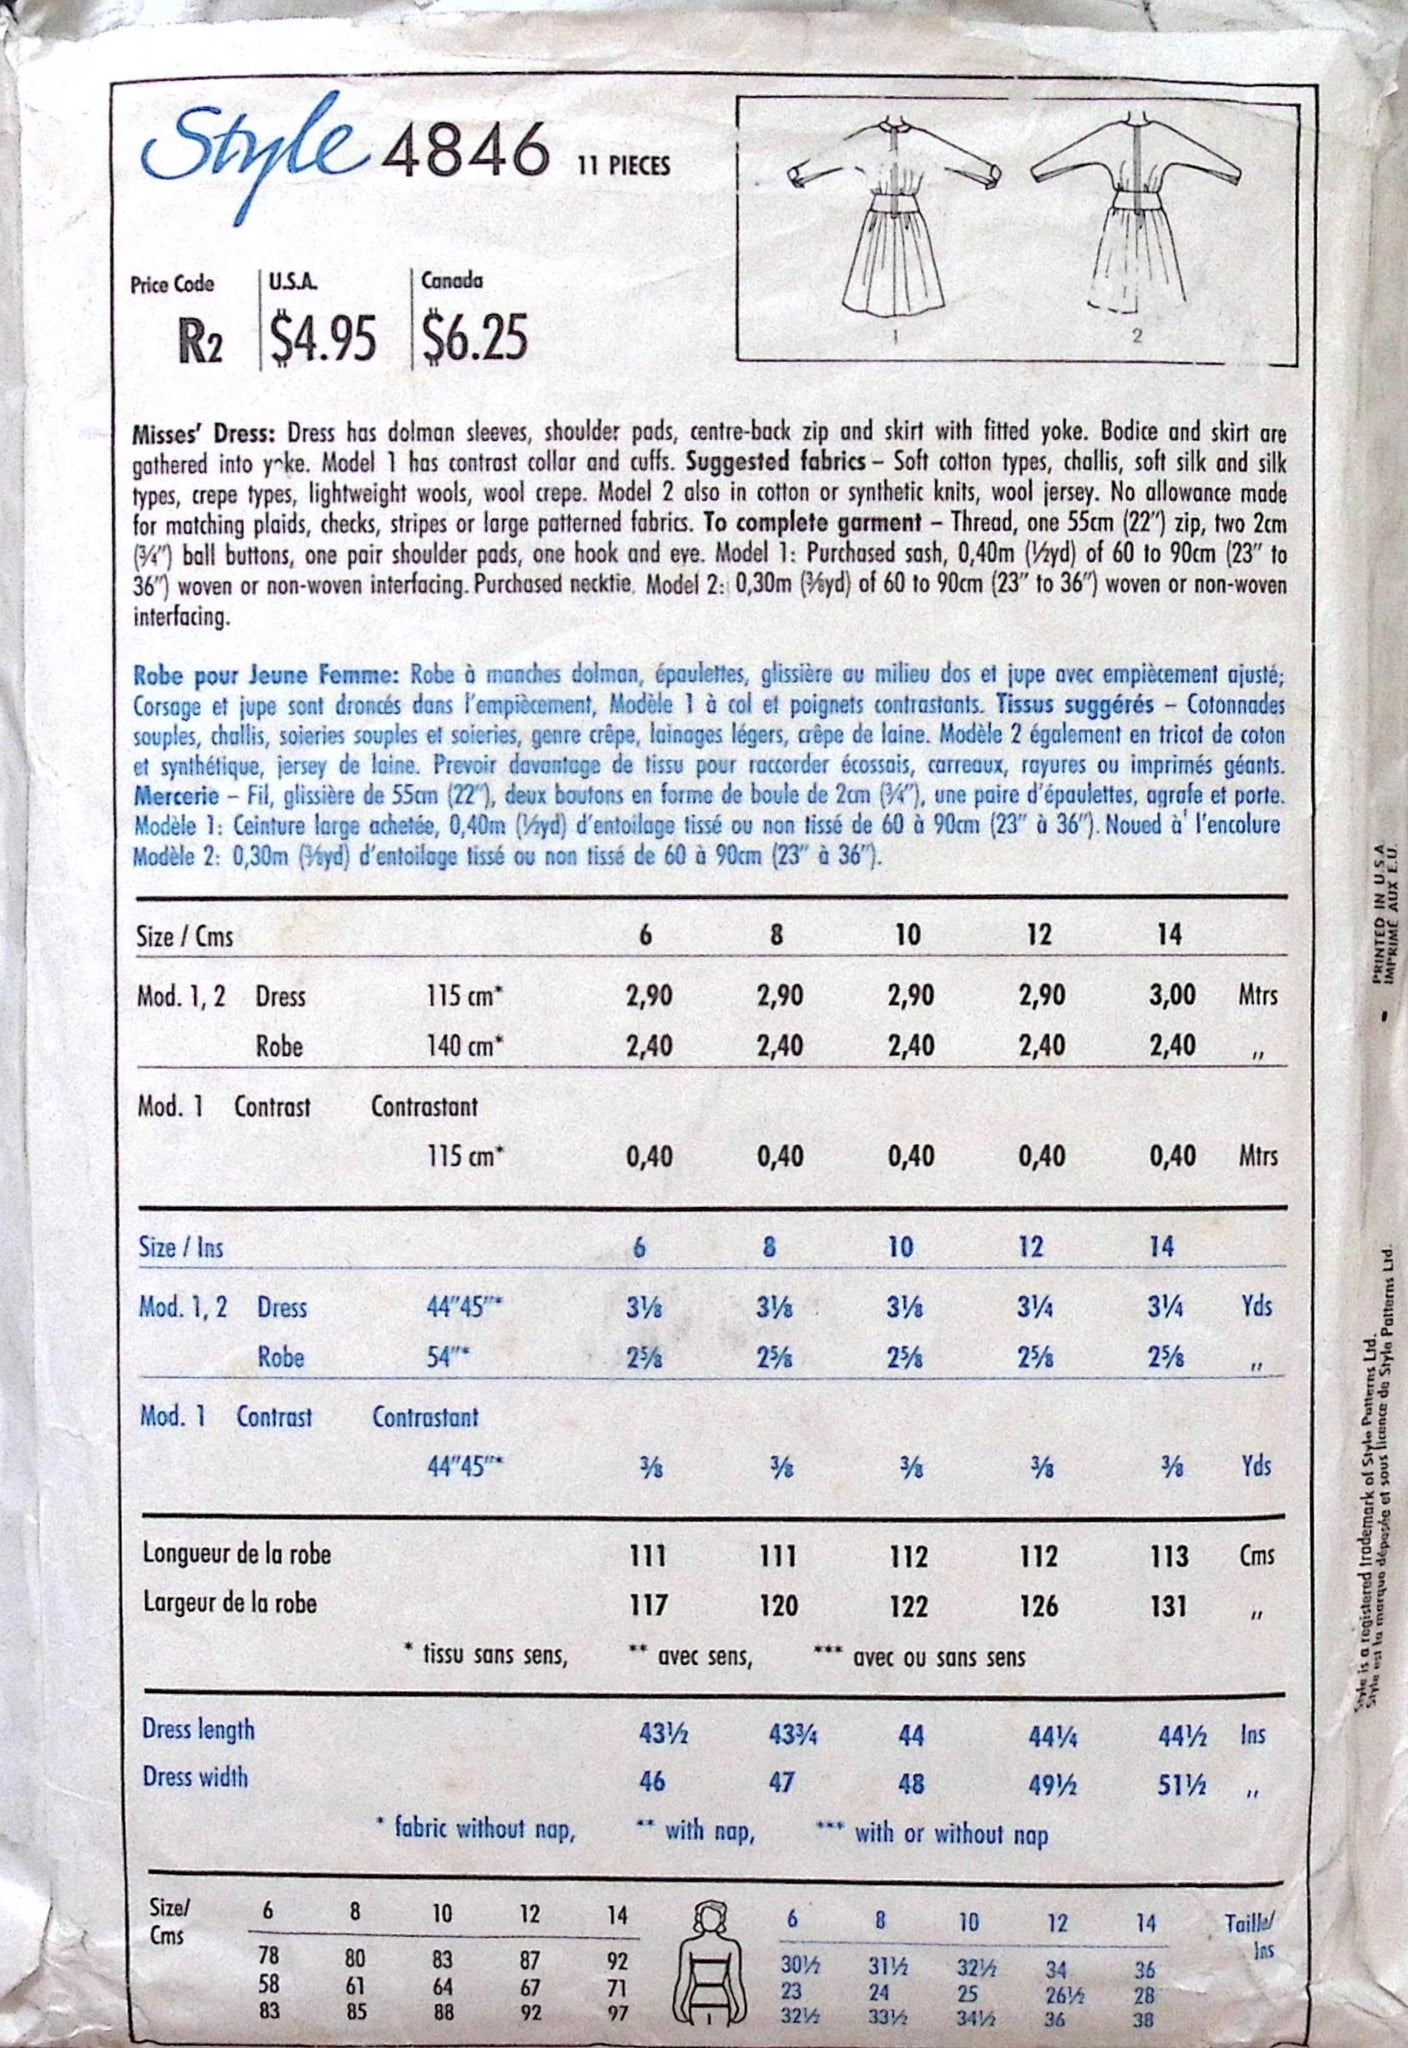 Style 4846 11 PIECES
1 2
Price Code U.S.A. Canada
R2 $4.95 $6.25
Misses' Dress: Dress has dolman sleeves, shoulder pads, centre-back zip and skirt with fitted yoke. Bodice and skirt are
gathered into y^ke. Model 1 has contrast collar and cuffs. Suggested fabrics – Soft cotton types, challis, soft silk and silk
types, crepe types, lightweight wools, wool crepe. Model 2 also in cotton or synthetic knits, wool jersey. No allowance made
for matching plaids, checks, stripes or large patterned fabrics. To complete garment – Thread, one 55cm (22") zip, two 2cm
(¾") ball buttons, one pair shoulder pads, one hook and eye. Model 1: Purchased sash, 0,40m (½yd) of 60 to 90cm (23" to
36") woven or non-woven interfacing. Purchased necktie. Model 2: 0,30m (⅜yd) of 60 to 90cm (23" to 36") woven or non-woven
interfacing.
Robe pour Jeune Femme: Robe à manches dolman, épaulettes, glissière au milieu dos et jupe avec empiècement ajusté;
Corsage et jupe sont droncés dans l'empiècement, Modèle 1 à col et poignets contrastants. Tissus suggérés – Cotonnades
souples, challis, soieries souples et soieries, genre crêpe, lainages légers, crêpe de laine. Modèle 2 également en tricot de coton
et synthétique, jersey de laine. Prevoir davantage de tissu pour raccorder écossais, carreaux, rayures ou imprimés géants.
Mercerie – Fil, glissière de 55cm (22"), deux boutons en forme de boule de 2cm (¾"), une paire d'épaulettes, agrafe et porte.
Modèle 1: Ceinture large achetée, 0,40m (½yd) d'entoilage tissé ou non tissé de 60 à 90cm (23" à 36"). Noued à' l'encolure
Modèle 2: 0,30m (⅜yd) d'entoilage tissé ou non tissé de 60 à 90cm (23" à 36").
Size / Cms 6 8 10 12 14
Mod. 1, 2 Dress 115 cm* 2,90 2,90 2,90 2,90 3,00 Mtrs
Robe 140 cm* 2,40 2,40 2,40 2,40 2,40 ,,
Mod. 1 Contrast Contrastant
115 cm* 0,40 0,40 0,40 0,40 0,40 Mtrs
Size / Ins 6 8 10 12 14
Mod. 1, 2 Dress 44"45"* 3⅛ 3⅛ 3⅛ 3¼ 3¼ Yds
Robe 54"* 2⅝ 2⅝ 2⅝ 2⅝ 2⅝ ,,
Mod. 1 Contrast Contrastant
44"45"* ⅜ ⅜ ⅜ ⅜ ⅜ Yds
Longueur de la robe 111 111 112 112 113 Cms
Largeur de la robe 117 120 122 126 131 ,,
* tissu sans sens, ** avec sens, *** avec ou sans sens
Dress length 43½ 43¾ 44 44¼ 44½ Ins
Dress width 46 47 48 49½ 51½ ,,
* fabric without nap, ** with nap, *** with or without nap
Size/ Cms 6 8 10 12 14 6 8 10 12 14 Taille/ Ins
78 80 83 87 92 30½ 31½ 32½ 34 36
58 61 64 67 71 23 24 25 26½ 28
83 85 88 92 97 32½ 33½ 34½ 36 38
PRINTED IN U.S.A
IMPRIMÉ AUX E.U.
Style is a registered trademark of Style Patterns Ltd.
Style est la marque déposée et sous licence de Style Patterns Ltd.